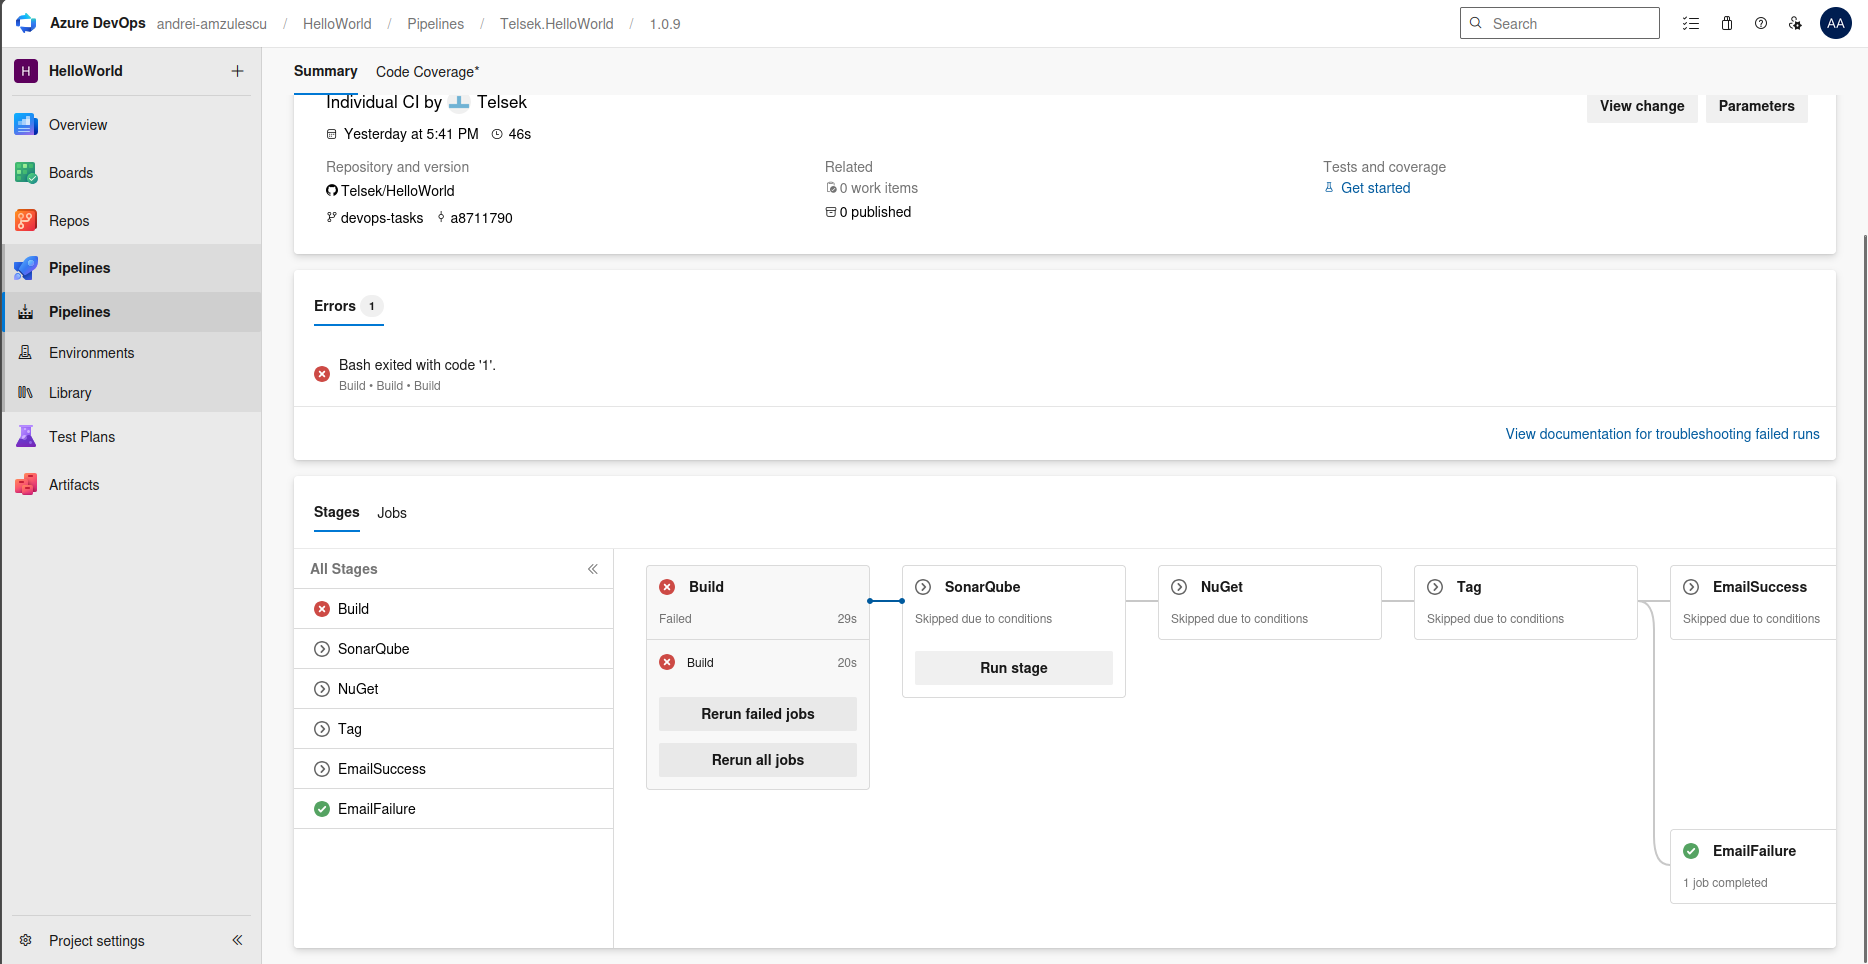 Azure DevOps andrei-amzulescu / HelloWorld / Pipelines / Telsek.HelloWorld / 1.0.9
Search
AA
H HelloWorld
Overview
Boards
Repos
Pipelines
Pipelines
Environments
Library
Test Plans
Artifacts
Project settings
Summary Code Coverage*
Individual CI by Telsek
View change Parameters
Yesterday at 5:41 PM 46s
Repository and version
Telsek/HelloWorld
devops-tasks a8711790
Related
0 work items
0 published
Tests and coverage
Get started
Errors 1
Bash exited with code '1'.
Build • Build • Build
View documentation for troubleshooting failed runs
Stages Jobs
All Stages
Build
SonarQube
NuGet
Tag
EmailSuccess
EmailFailure
Build
Failed 29s
Build 20s
Rerun failed jobs
Rerun all jobs
SonarQube
Skipped due to conditions
Run stage
NuGet
Skipped due to conditions
Tag
Skipped due to conditions
EmailSuccess
Skipped due to conditions
EmailFailure
1 job completed